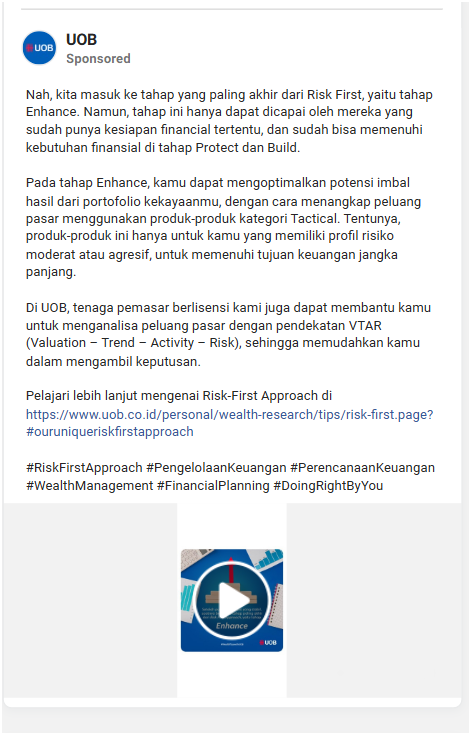 UOB
UOB
Sponsored
Nah, kita masuk ke tahap yang paling akhir dari Risk First, yaitu tahap
Enhance. Namun, tahap ini hanya dapat dicapai oleh mereka yang
sudah punya kesiapan financial tertentu, dan sudah bisa memenuhi
kebutuhan finansial di tahap Protect dan Build.
Pada tahap Enhance, kamu dapat mengoptimalkan potensi imbal
hasil dari portofolio kekayaanmu, dengan cara menangkap peluang
pasar menggunakan produk-produk kategori Tactical. Tentunya,
produk-produk ini hanya untuk kamu yang memiliki profil risiko
moderat atau agresif, untuk memenuhi tujuan keuangan jangka
panjang.
Di UOB, tenaga pemasar berlisensi kami juga dapat membantu kamu
untuk menganalisa peluang pasar dengan pendekatan VTAR
(Valuation – Trend – Activity – Risk), sehingga memudahkan kamu
dalam mengambil keputusan.
Pelajari lebih lanjut mengenai Risk-First Approach di
https://www.uob.co.id/personal/wealth-research/tips/risk-first.page?
#ouruniqueriskfirstapproach
#RiskFirstApproach #PengelolaanKeuangan #PerencanaanKeuangan
#WealthManagement #FinancialPlanning #DoingRightByYou
Enhance
UOB